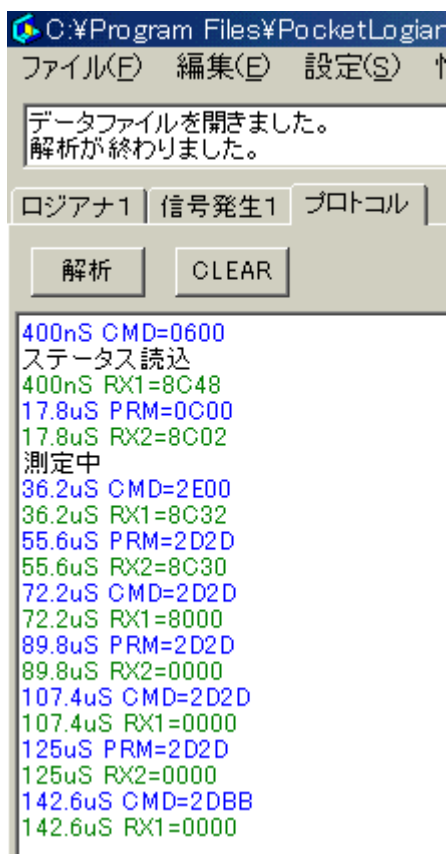 C:¥Program Files¥PocketLogian
ファイル(F) 編集(E) 設定(S)
データファイルを開きました。
解析が終わりました。
ロジアナ1 信号発生1 プロトコル
解析 CLEAR
400nS CMD=0600
ステータス読込
400nS RX1=8C48
17.8uS PRM=0C00
17.8uS RX2=8C02
測定中
36.2uS CMD=2E00
36.2uS RX1=8C32
55.6uS PRM=2D2D
55.6uS RX2=8C30
72.2uS CMD=2D2D
72.2uS RX1=8000
89.8uS PRM=2D2D
89.8uS RX2=0000
107.4uS CMD=2D2D
107.4uS RX1=0000
125uS PRM=2D2D
125uS RX2=0000
142.6uS CMD=2DBB
142.6uS RX1=0000